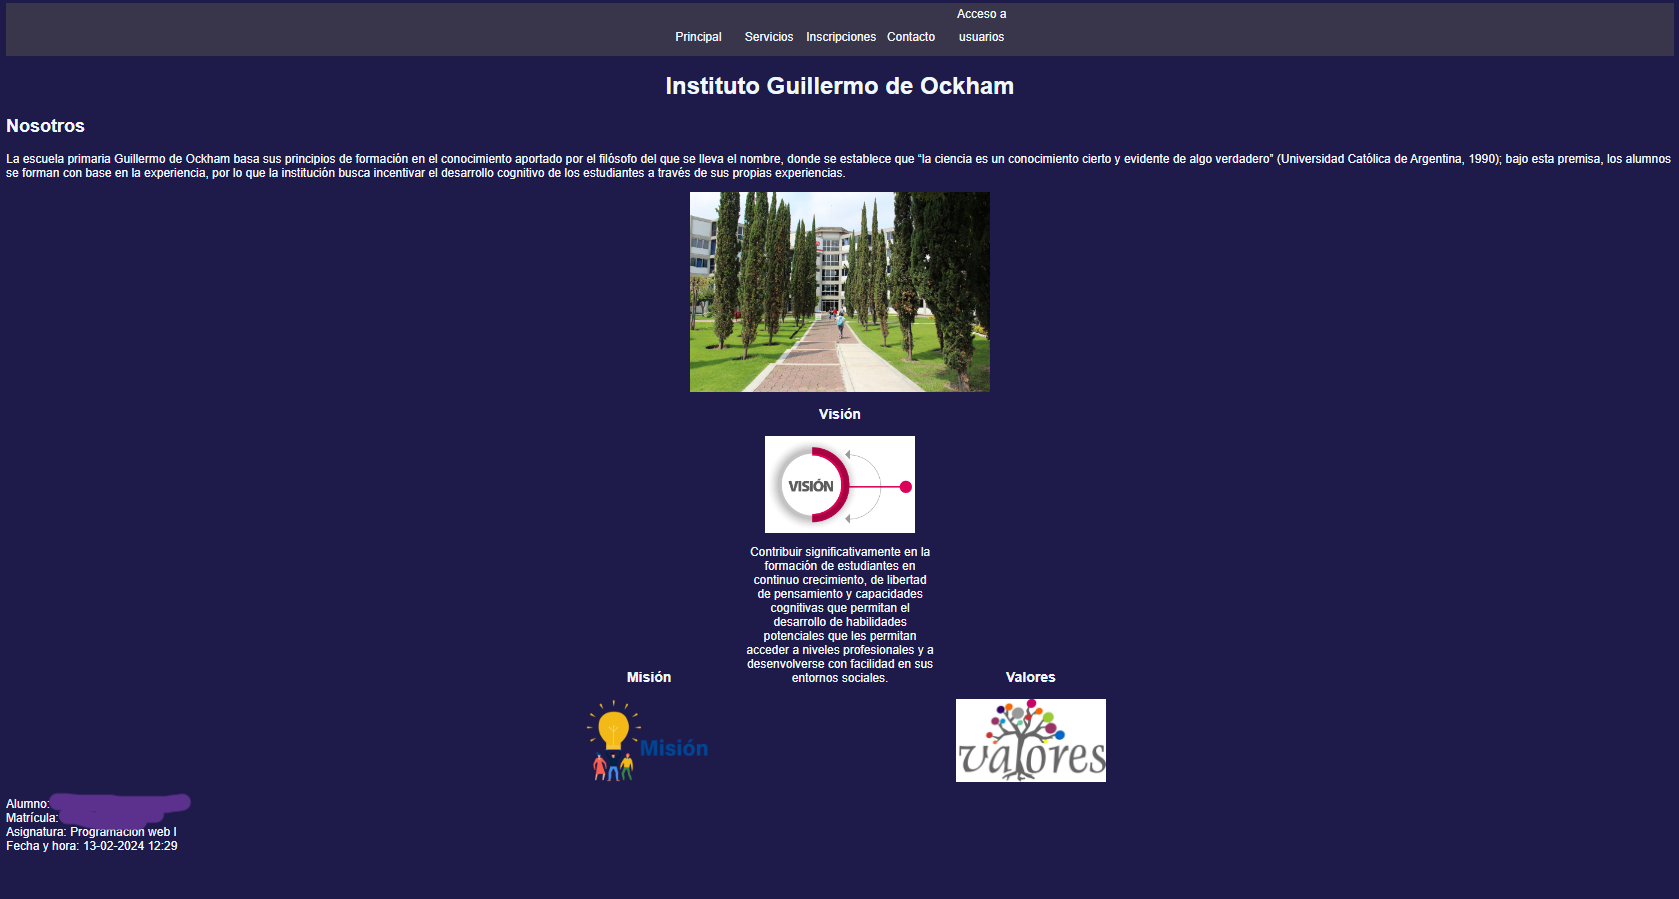 Principal Servicios Inscripciones Contacto Acceso a usuarios
Instituto Guillermo de Ockham
Nosotros
La escuela primaria Guillermo de Ockham basa sus principios de formación en el conocimiento aportado por el filósofo del que se lleva el nombre, donde se establece que “la ciencia es un conocimiento cierto y evidente de algo verdadero” (Universidad Católica de Argentina, 1990); bajo esta premisa, los alumnos
se forman con base en la experiencia, por lo que la institución busca incentivar el desarrollo cognitivo de los estudiantes a través de sus propias experiencias.
Visión
VISIÓN
Contribuir significativamente en la
formación de estudiantes en
continuo crecimiento, de libertad
de pensamiento y capacidades
cognitivas que permitan el
desarrollo de habilidades
potenciales que les permitan
acceder a niveles profesionales y a
desenvolverse con facilidad en sus
entornos sociales.
Misión
Misión
Valores
valores
Alumno:
Matrícula:
Asignatura: Programación web I
Fecha y hora: 13-02-2024 12:29